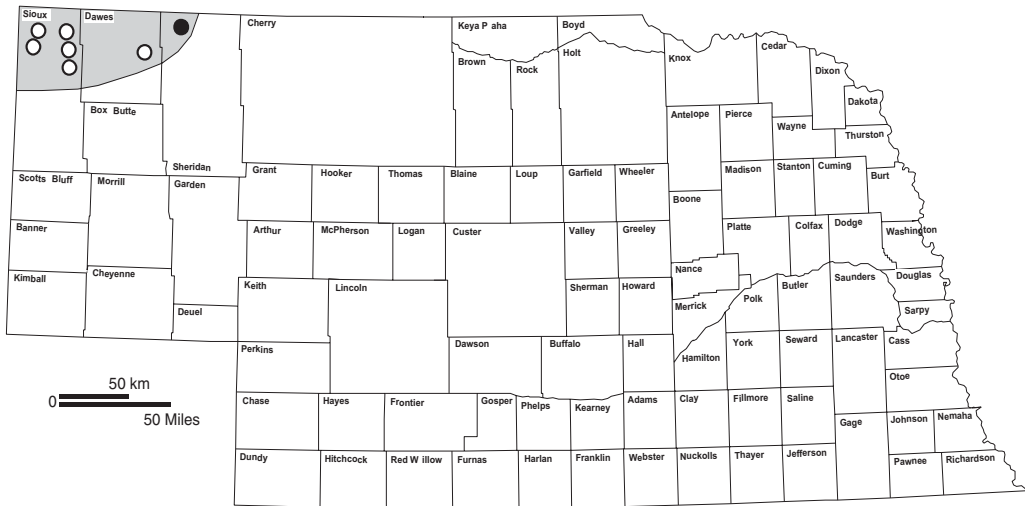 Sioux Dawes Cherry Keya P aha Boyd
Brown Rock Holt Knox Cedar Dixon
Dakota
Box Butte Antelope Pierce Wayne Thurston
Sheridan
Scotts Bluff Morrill Garden Grant Hooker Thomas Blaine Loup Garfield Wheeler Madison Stanton Cuming Burt
Boone
Banner Arthur McPherson Logan Custer Valley Greeley Platte Colfax Dodge Washington
Kimball Cheyenne Keith Lincoln Sherman Howard Nance Butler Saunders Douglas
Deuel Merrick Polk Sarpy
Perkins Dawson Buffalo Hall Hamilton York Seward Lancaster Cass
50 km
0
50 Miles
Otoe
Chase Hayes Frontier Gosper Phelps Kearney Adams Clay Fillmore Saline
Gage Johnson Nemaha
Dundy Hitchcock Red W illow Furnas Harlan Franklin Webster Nuckolls Thayer Jefferson Pawnee Richardson